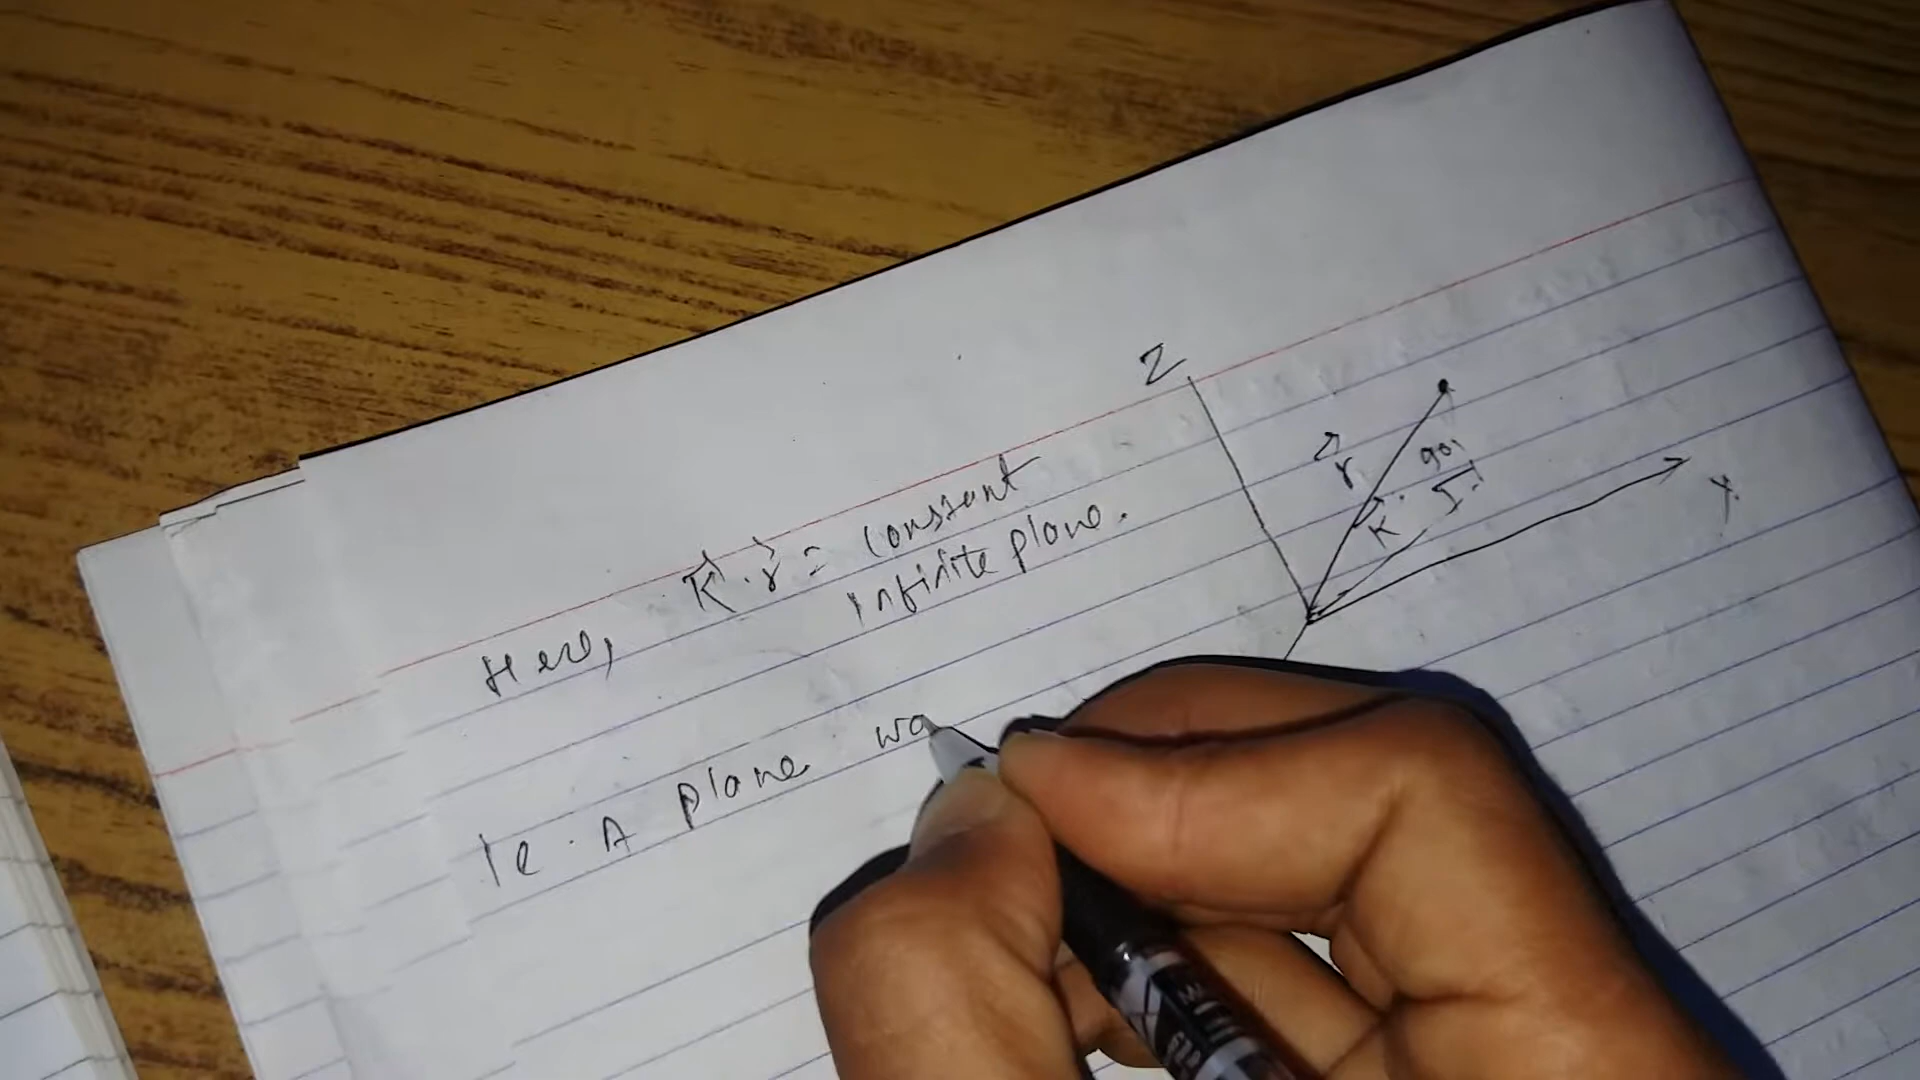 Here, K⃗ · r⃗ = constant
infinite plane.
ie. A plane wa
Z
r⃗
90°
K
Y